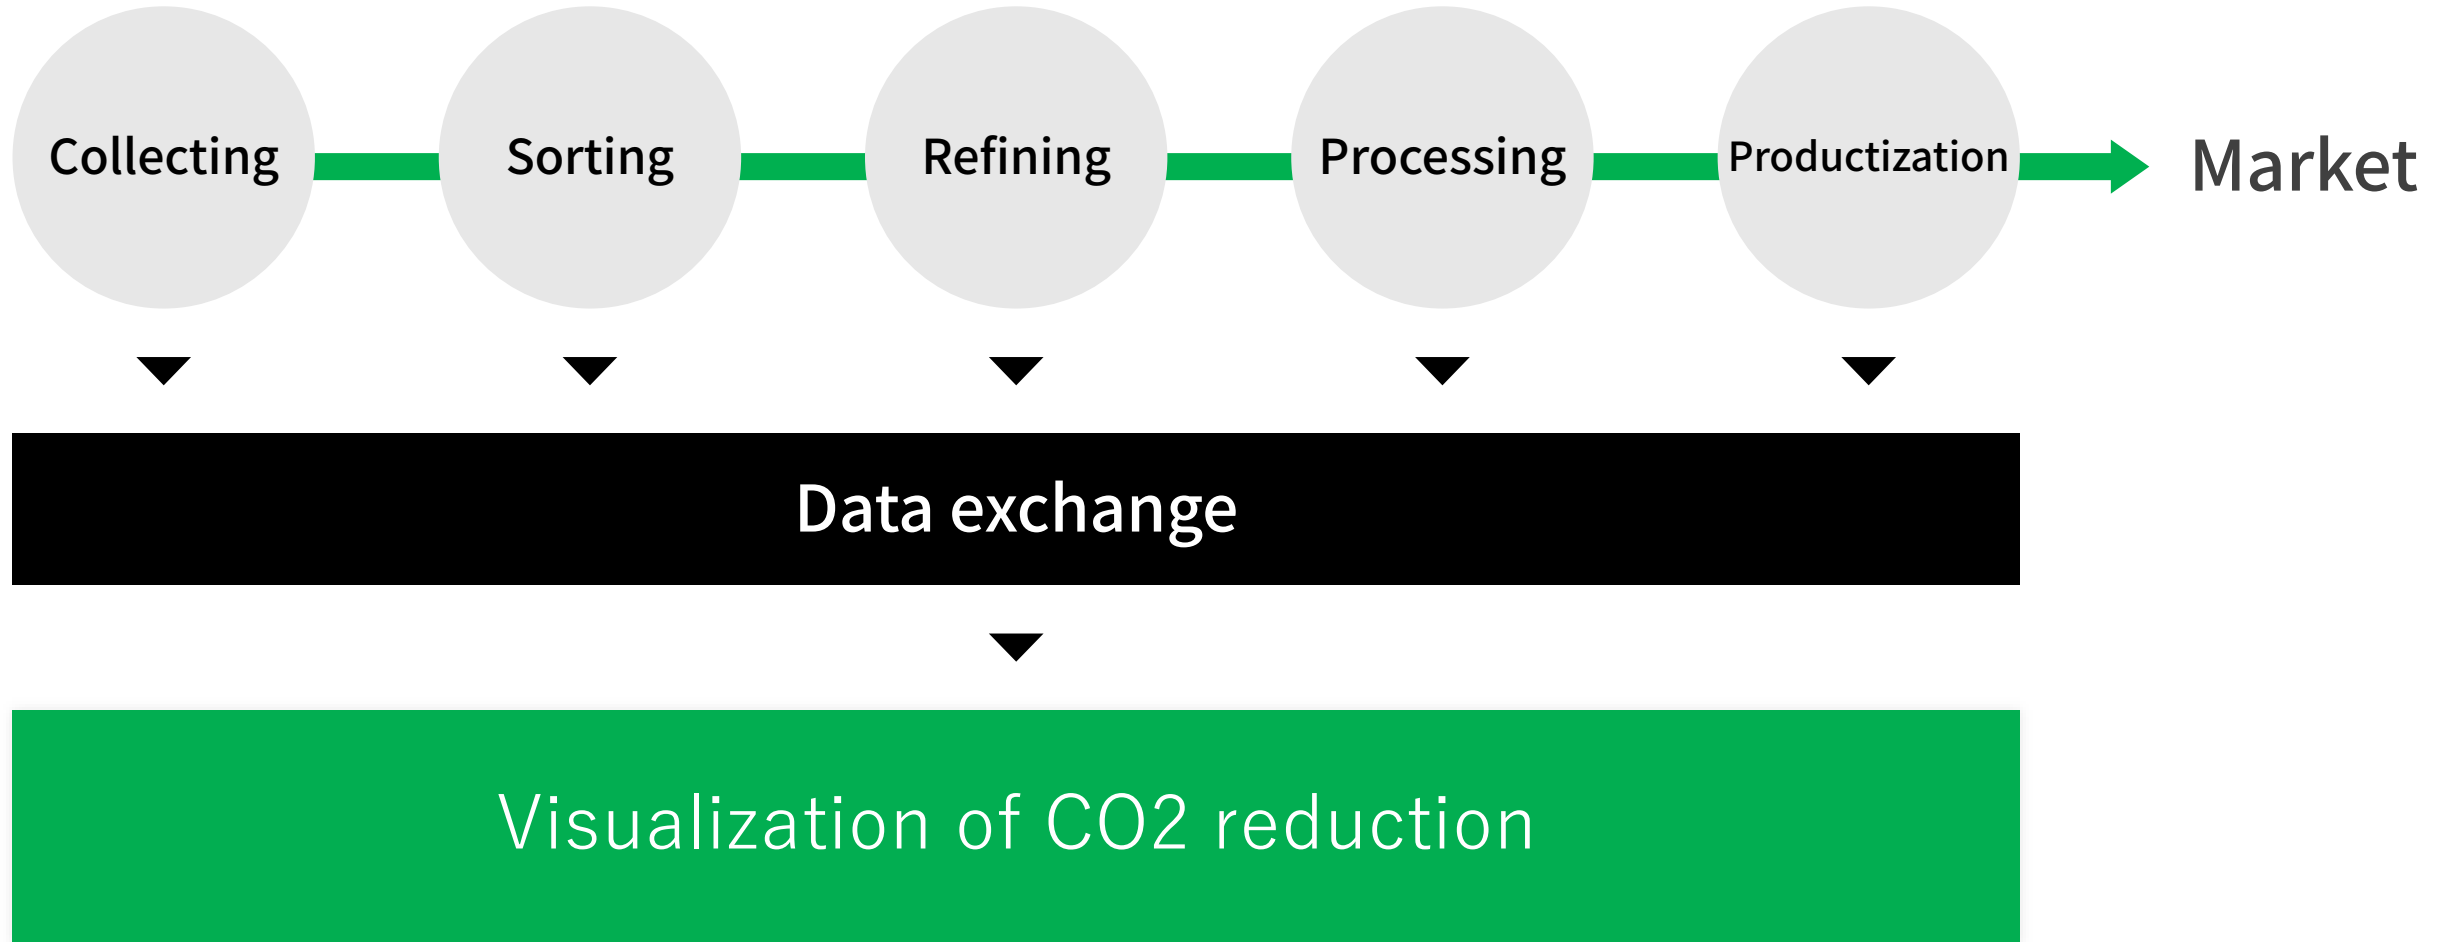 Collecting
Sorting
Refining
Processing
Productization
Market
Data exchange
Visualization of CO2 reduction